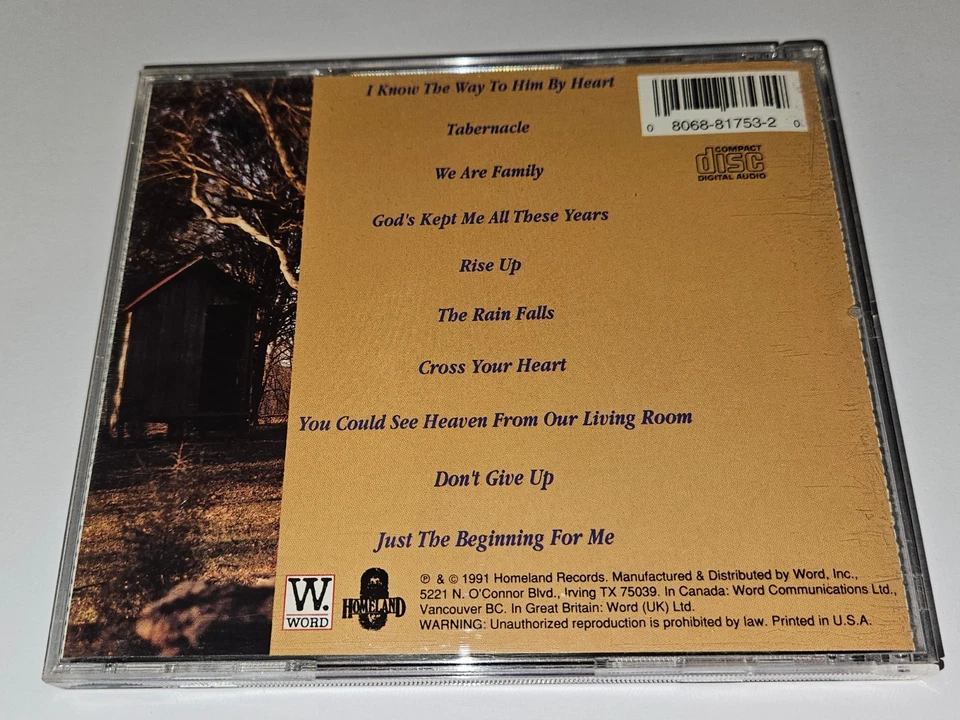 I Know The Way To Him By Heart
0 8068-81753-2 0
Tabernacle
COMPACT
disc
DIGITAL AUDIO
We Are Family
God's Kept Me All These Years
Rise Up
The Rain Falls
Cross Your Heart
You Could See Heaven From Our Living Room
Don't Give Up
Just The Beginning For Me
W.
WORD
HOMELAND
℗ & © 1991 Homeland Records. Manufactured & Distributed by Word, Inc.,
5221 N. O'Connor Blvd., Irving TX 75039. In Canada: Word Communications Ltd.,
Vancouver BC. In Great Britain: Word (UK) Ltd.
WARNING: Unauthorized reproduction is prohibited by law. Printed in U.S.A.